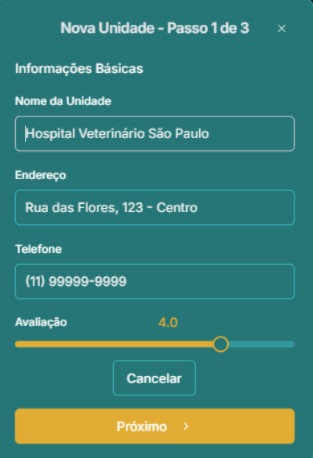 Nova Unidade - Passo 1 de 3
Informações Básicas
Nome da Unidade
Hospital Veterinário São Paulo
Endereço
Rua das Flores, 123 - Centro
Telefone
(11) 99999-9999
Avaliação 4.0
Cancelar
Próximo